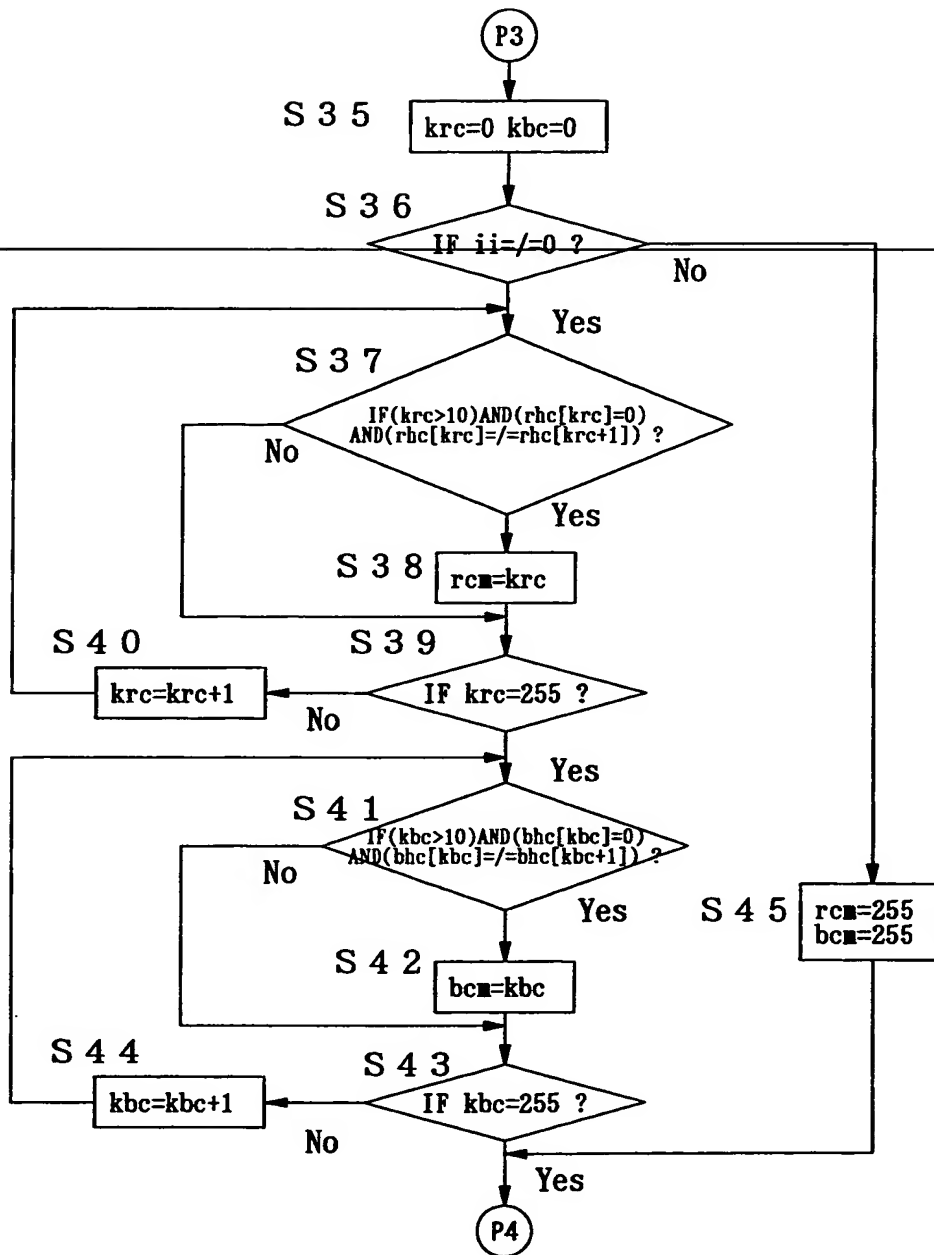 P3
S35
krc=0 kbc=0
S36
IF ii=/=0 ?
No
Yes
S37
IF(krc>10)AND(rhc[krc]=0)
AND(rhc[krc]=/=rhc[krc+1]) ?
No
Yes
S38
rcm=krc
S40
S39
krc=krc+1
IF krc=255 ?
No
Yes
S41
IF(kbc>10)AND(bhc[kbc]=0)
AND(bhc[kbc]=/=bhc[kbc+1]) ?
No
Yes
S45
rcm=255
bcm=255
S42
bcm=kbc
S44
S43
kbc=kbc+1
IF kbc=255 ?
No
Yes
P4